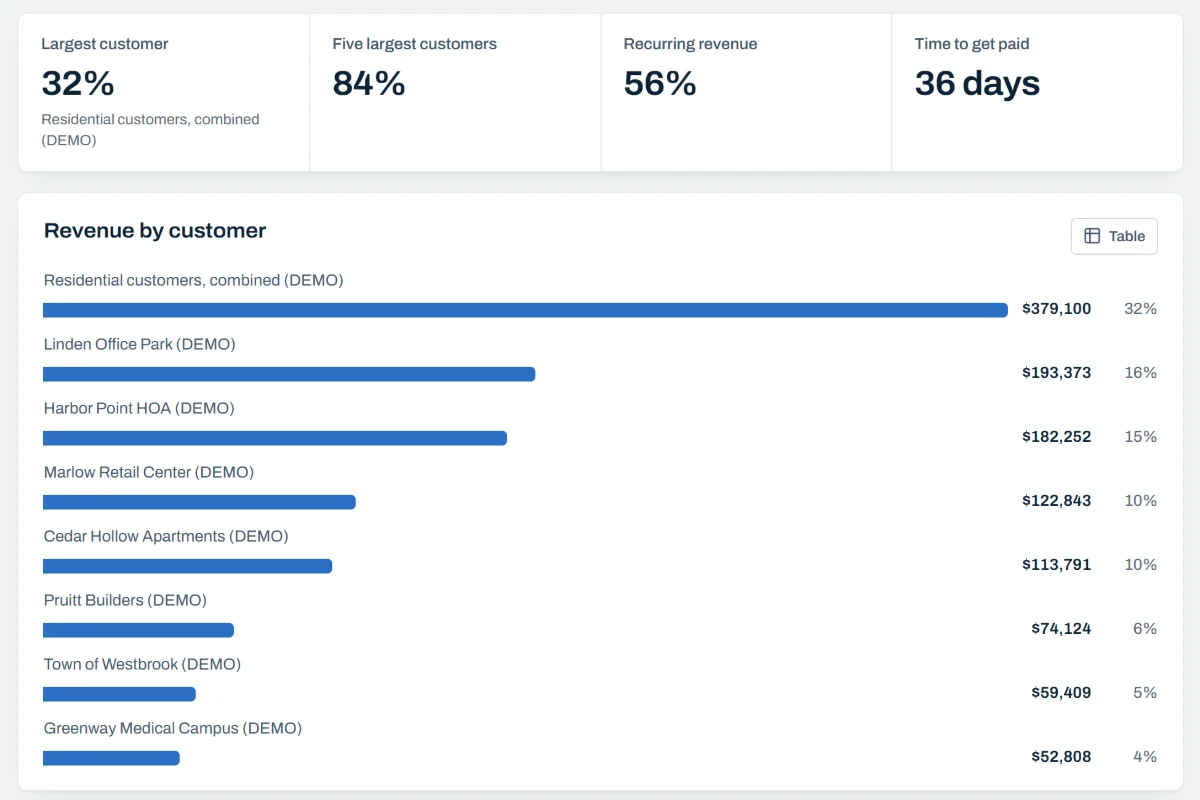 Largest customer
32%
Residential customers, combined
(DEMO)
Five largest customers
84%
Recurring revenue
56%
Time to get paid
36 days
Revenue by customer
Table
Residential customers, combined (DEMO)
$379,100 32%
Linden Office Park (DEMO)
$193,373 16%
Harbor Point HOA (DEMO)
$182,252 15%
Marlow Retail Center (DEMO)
$122,843 10%
Cedar Hollow Apartments (DEMO)
$113,791 10%
Pruitt Builders (DEMO)
$74,124 6%
Town of Westbrook (DEMO)
$59,409 5%
Greenway Medical Campus (DEMO)
$52,808 4%